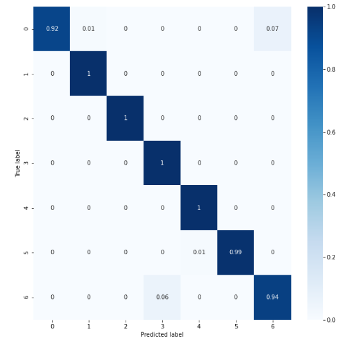 0 0.92 0.01 0 0 0 0 0.07
1 0 1 0 0 0 0 0
2 0 0 1 0 0 0 0
3 0 0 0 1 0 0 0
4 0 0 0 0 1 0 0
5 0 0 0 0 0.01 0.99 0
6 0 0 0 0.06 0 0 0.94
0 1 2 3 4 5 6
Predicted label
True label
1.0
0.8
0.6
0.4
0.2
0.0